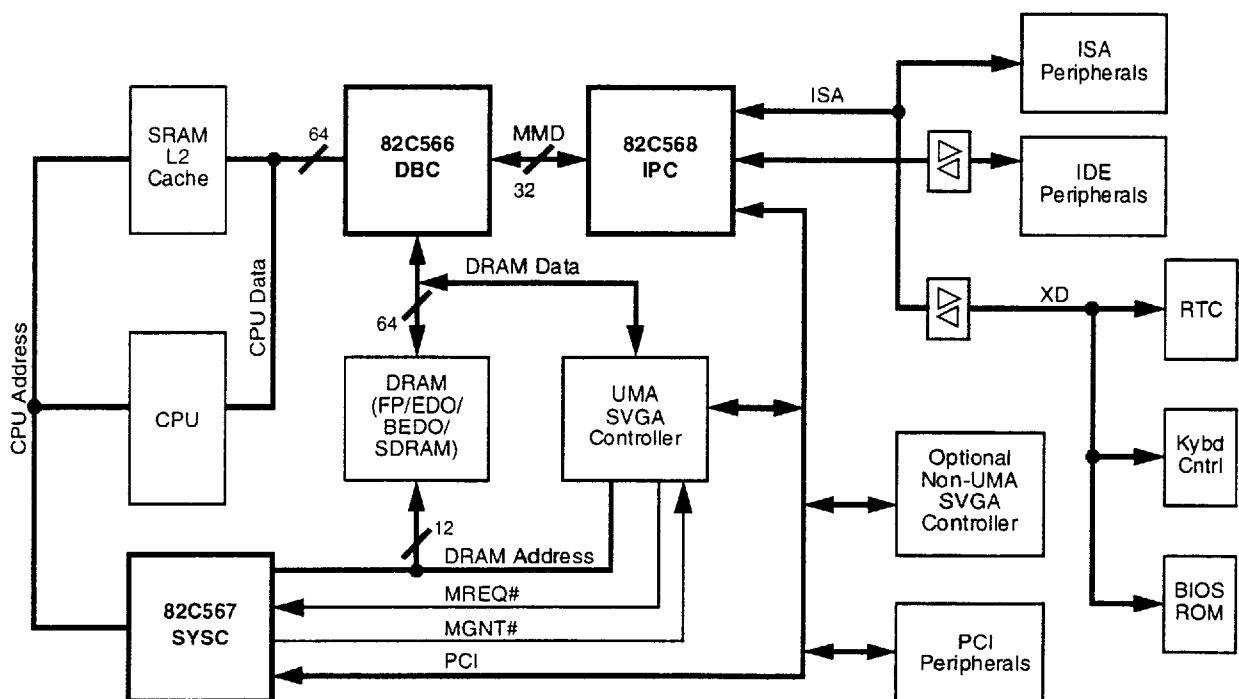 ISA
Peripherals
ISA
SRAM
L2
Cache
64
82C566
DBC
MMD
32
82C568
IPC
IDE
Peripherals
CPU Data
DRAM Data
64
XD
RTC
CPU Address
CPU
DRAM
(FP/EDO/
BEDO/
SDRAM)
UMA
SVGA
Controller
Optional
Non-UMA
SVGA
Controller
Kybd
Cntrl
12
DRAM Address
82C567
SYSC
MREQ#
MGNT#
PCI
PCI
Peripherals
BIOS
ROM